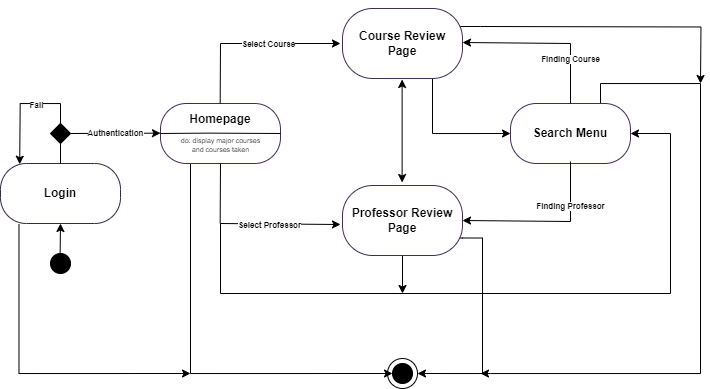 Course Review
Page
Select Course
Finding Course
Fail
Homepage
Authentication
Search Menu
do: display major courses
and courses taken
Login
Professor Review
Page
Finding Professor
Select Professor